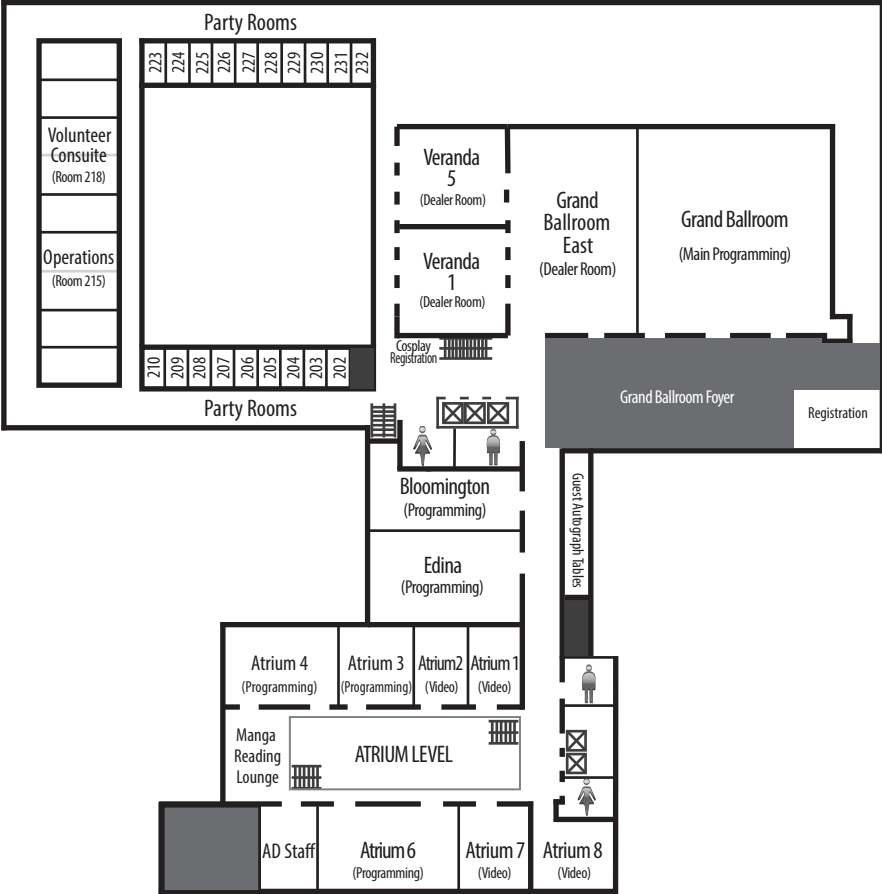 Party Rooms
223
224
225
226
227
228
229
230
231
232
Volunteer
Consuite
(Room 218)
Operations
(Room 215)
Veranda
5
(Dealer Room)
Veranda
1
(Dealer Room)
Grand
Ballroom
East
(Dealer Room)
Grand Ballroom
(Main Programming)
Cosplay
Registration
210
209
208
207
206
205
204
203
202
Party Rooms
Grand Ballroom Foyer
Registration
Bloomington
(Programming)
Guest Autograph Tables
Edina
(Programming)
Atrium 4
(Programming)
Atrium 3
(Programming)
Atrium2
(Video)
Atrium 1
(Video)
Manga
Reading
Lounge
ATRIUM LEVEL
AD Staff
Atrium 6
(Programming)
Atrium 7
(Video)
Atrium 8
(Video)